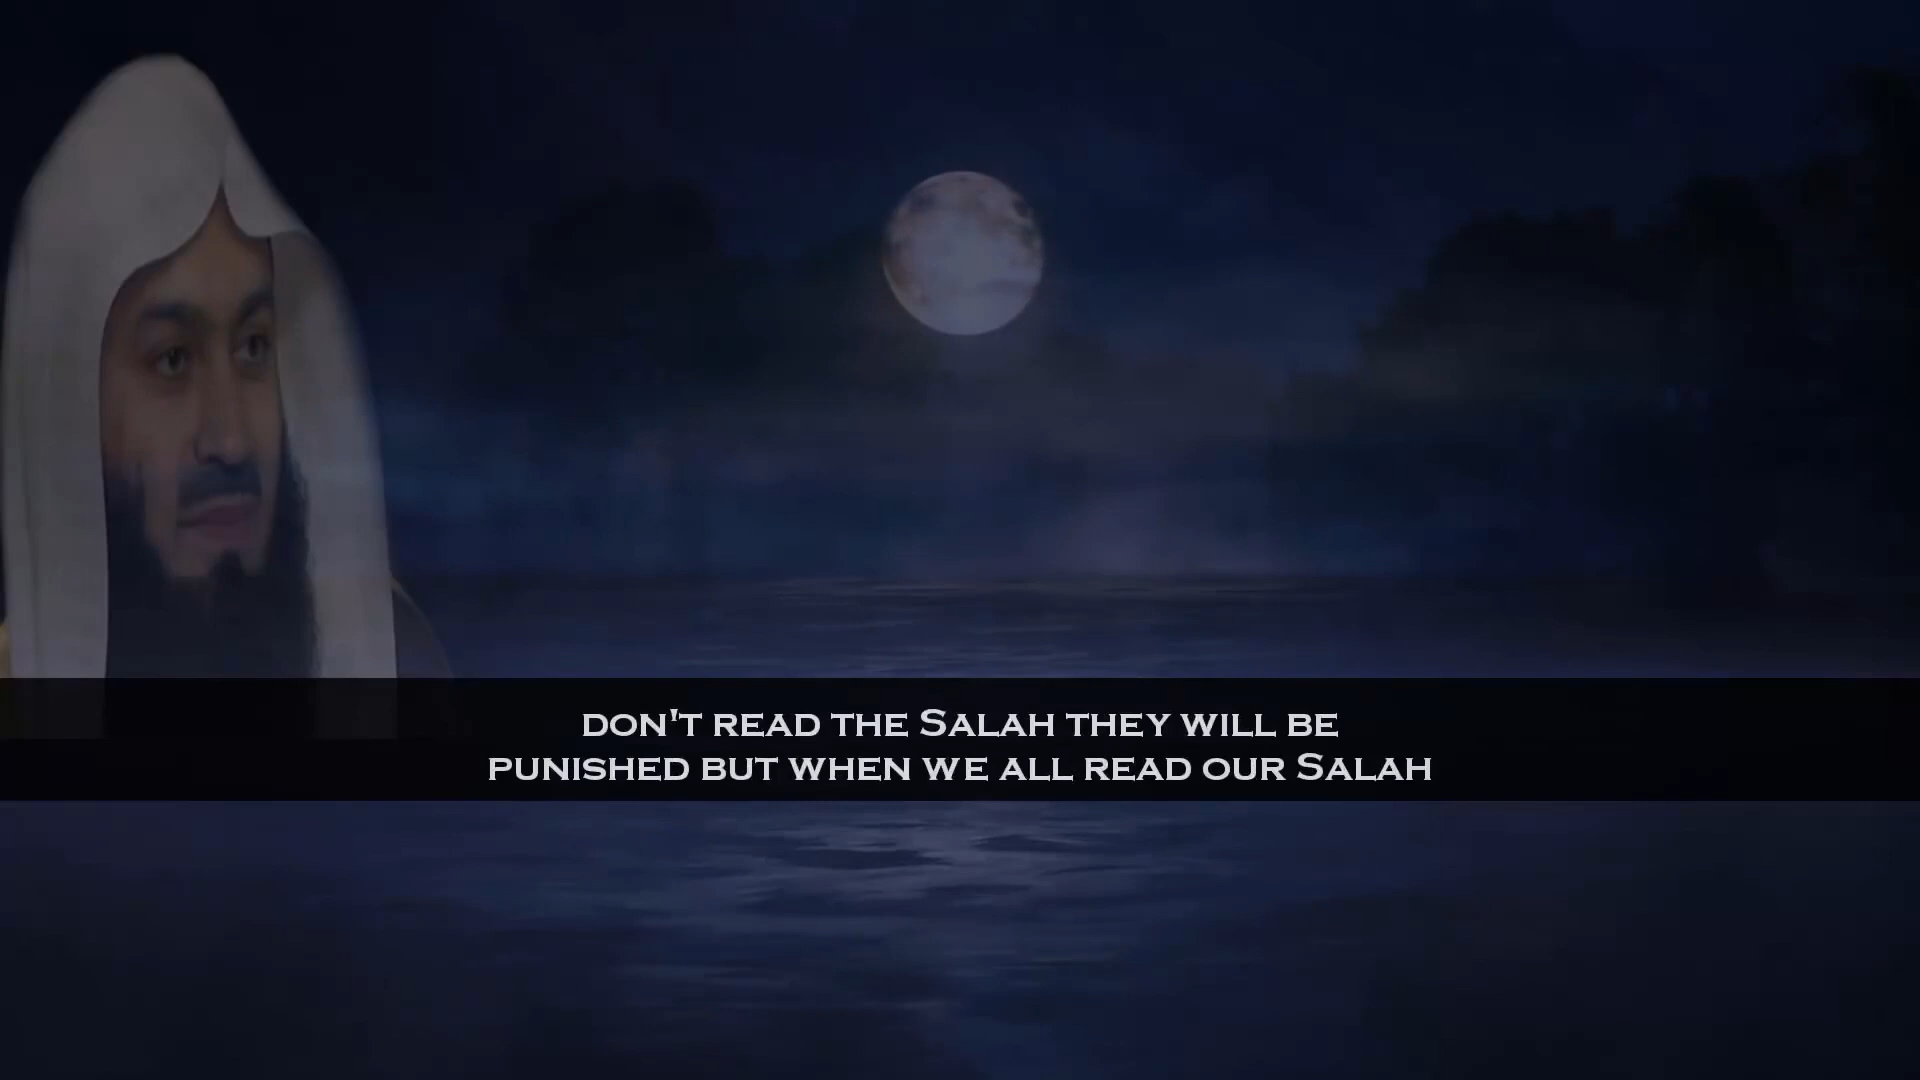 don't read the Salah they will be
punished but when we all read our Salah